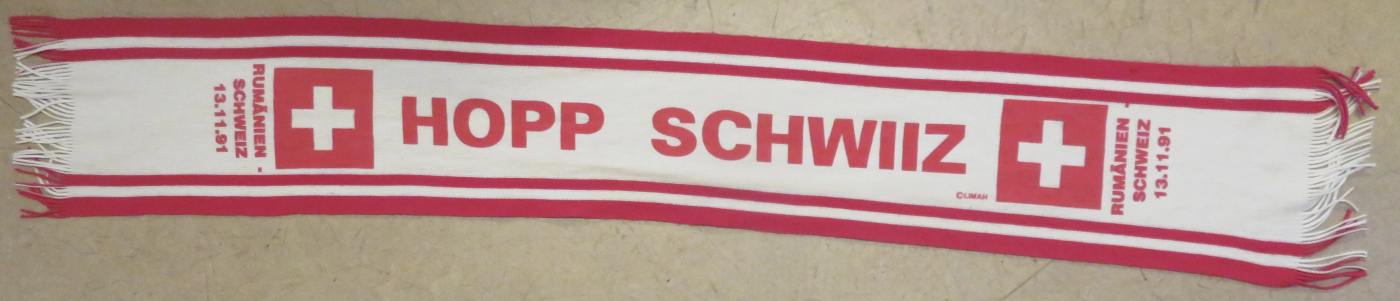 RUMÄNIEN -
SCHWEIZ
13.11.91
HOPP SCHWIIZ
©LIMAH
RUMÄNIEN -
SCHWEIZ
13.11.91